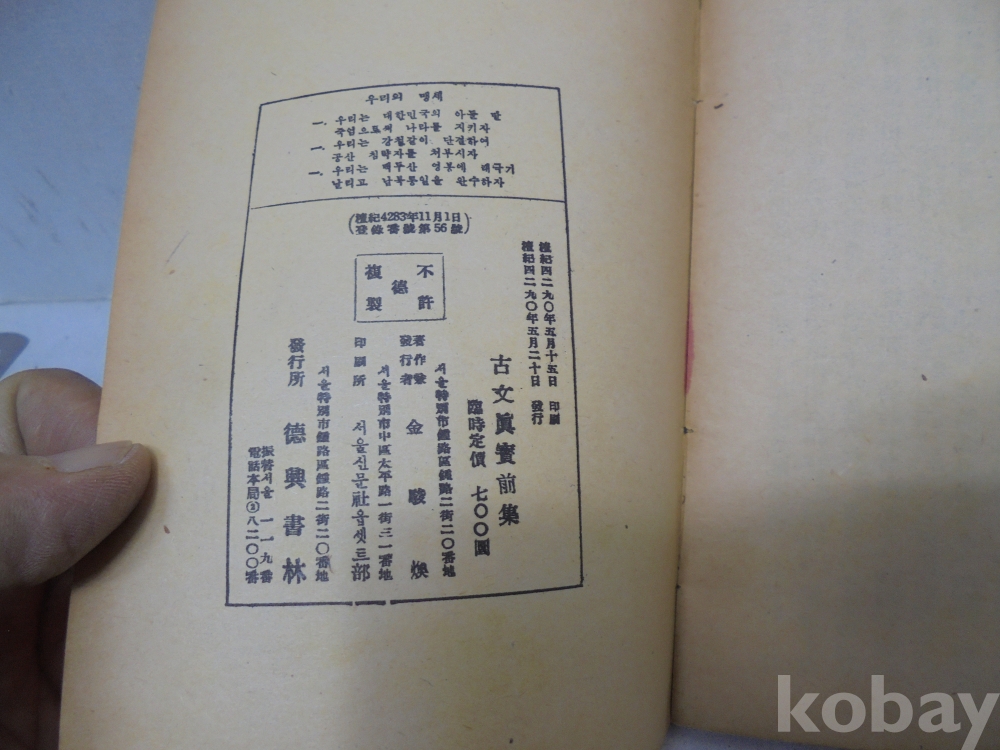 우리의 맹세
一. 우리는 대한민국의 아들 딸
죽엄으로써 나라를 지키자
一. 우리는 강철같이 단결하여
공산 침략자를 처부시자
一. 우리는 백두산 영봉에 태극기
날리고 남북통일을 완수하자
(檀紀4283年11月1日
登錄番號第56號)
檀紀四二九〇年五月十五日 印刷
檀紀四二九〇年五月二十日 發行
古文眞寶前集
臨時定價 七〇〇圜
不許
德
複製
서울特別市鍾路區鍾路二街二〇番地
著作兼
發行者 金駿煥
서울特別市中區太平路一街三一番地
印刷所 서울신문社옵셋트部
서울特別市鍾路區鍾路二街二〇番地
發行所 德興書林
振替서울 一一九番
電話本局②八二〇〇番
kobay